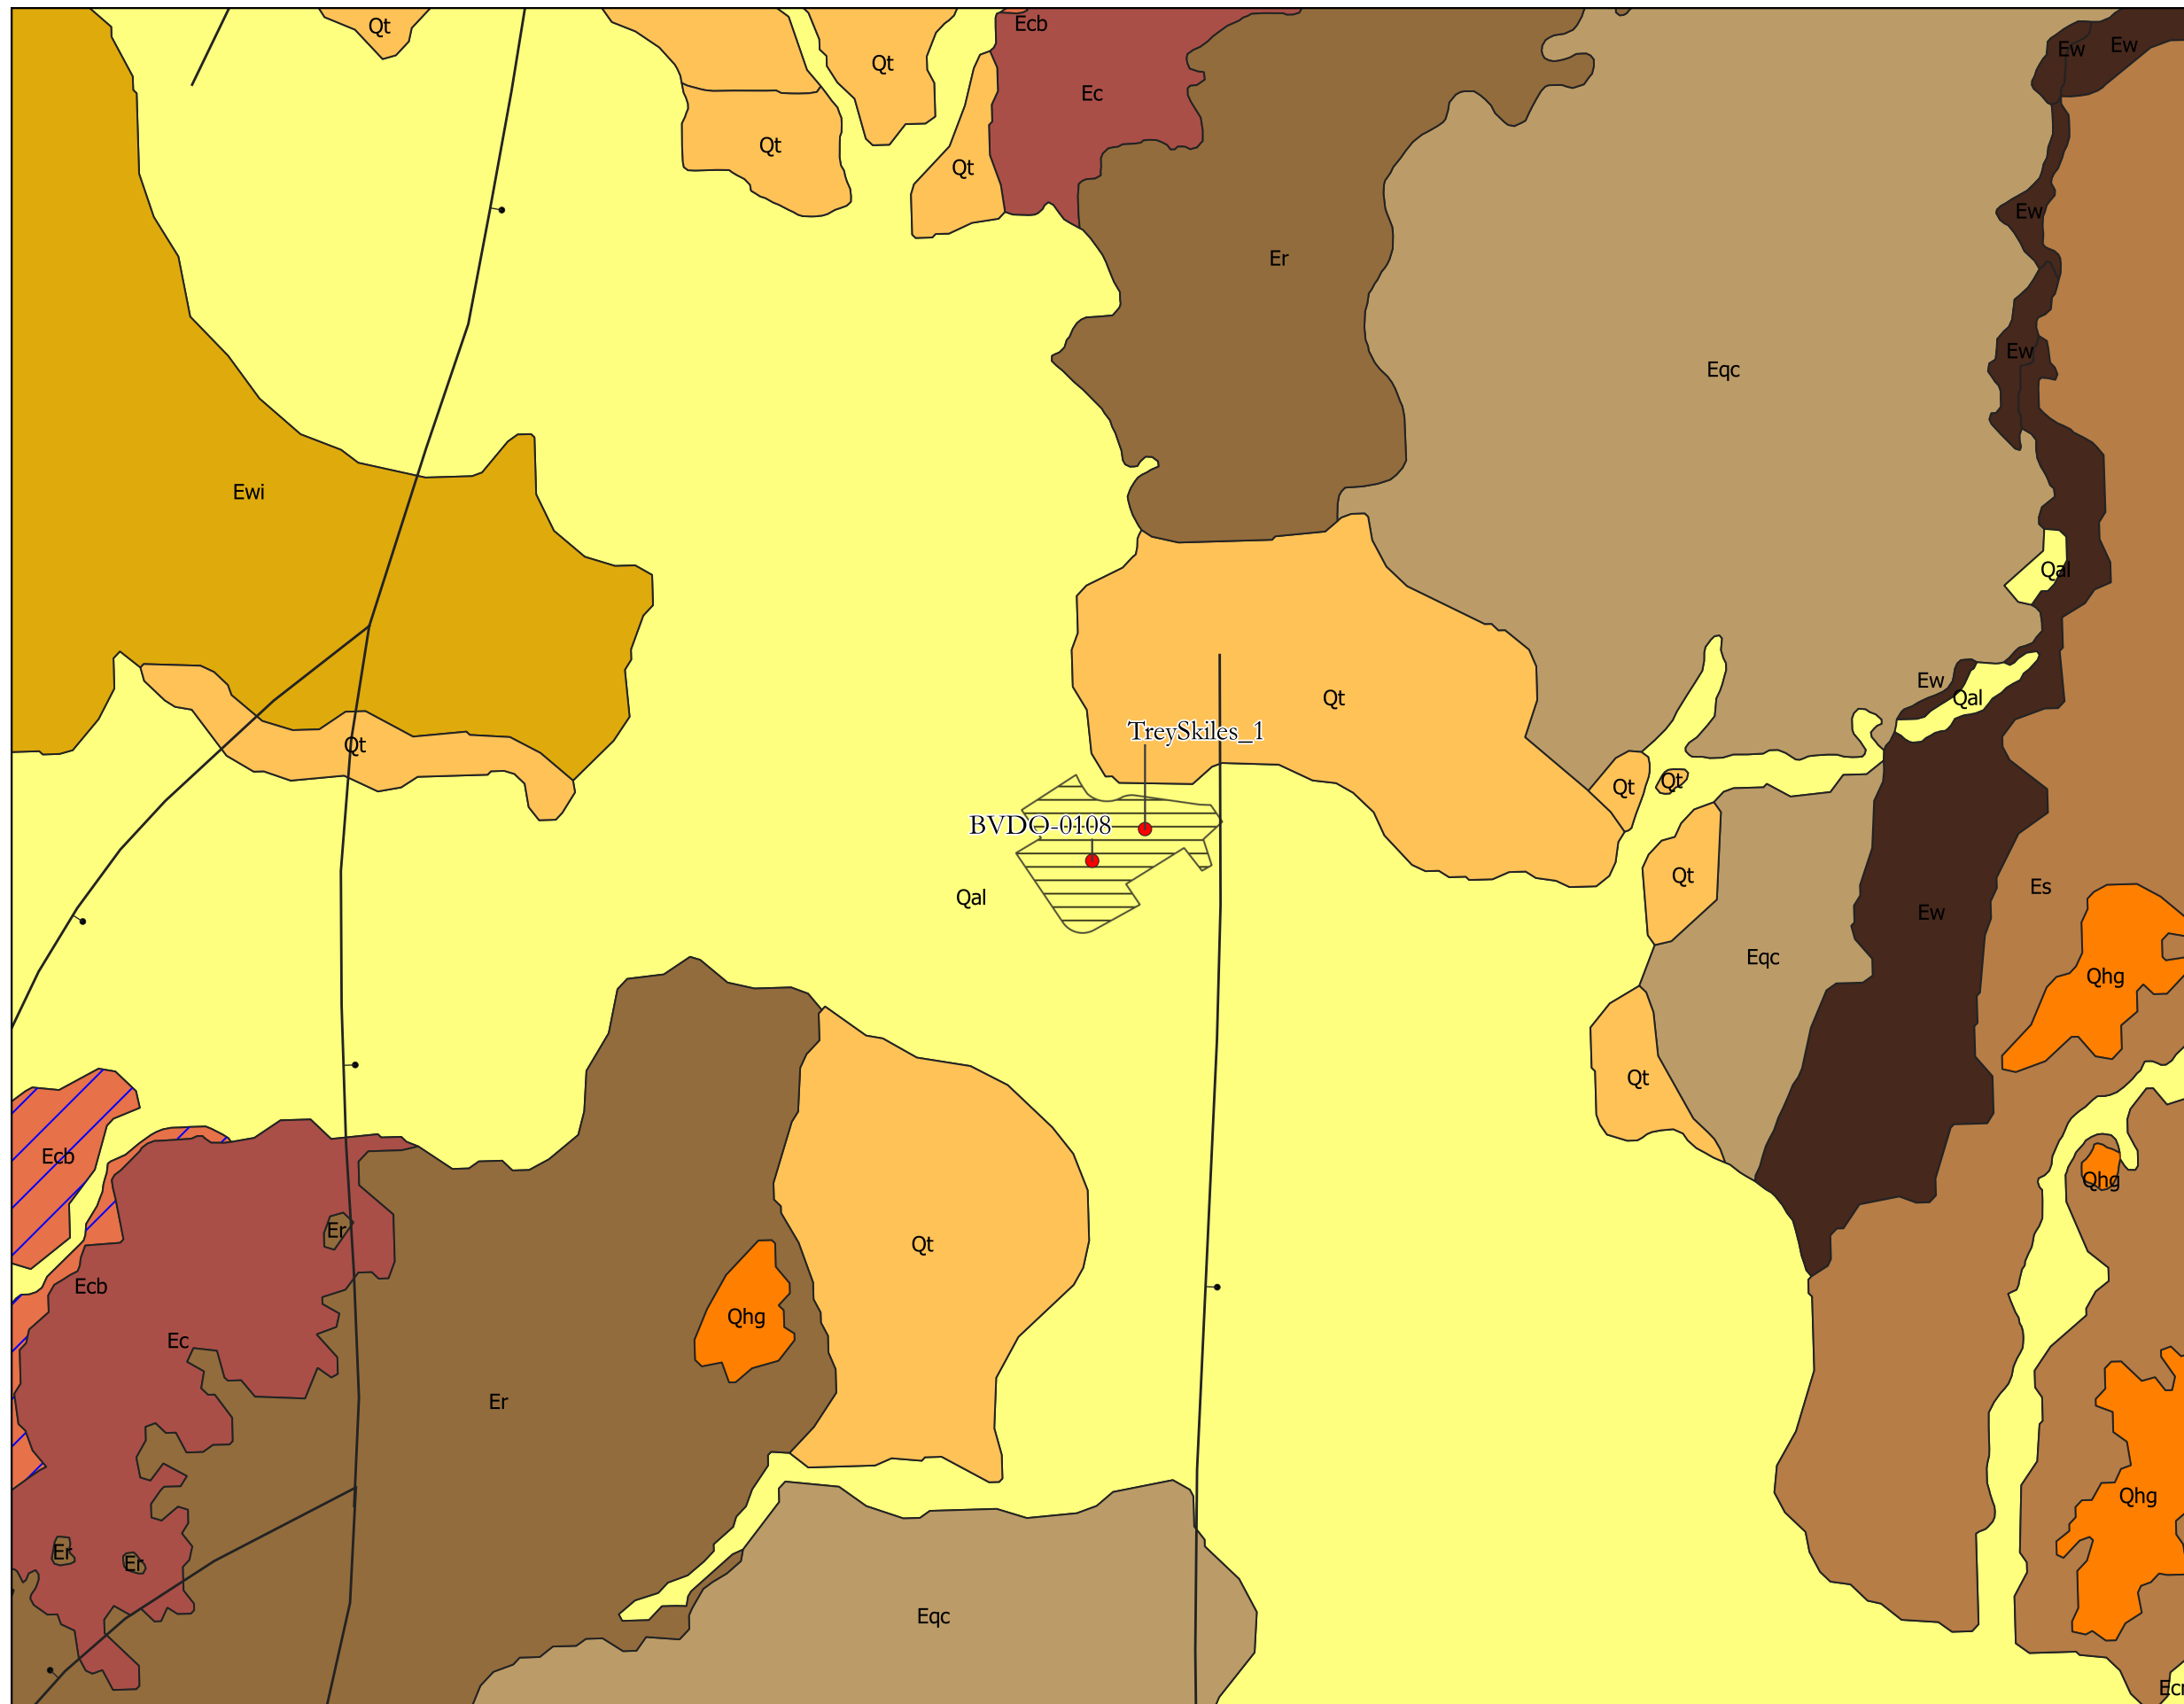 Qt
Ecb
Ew
Ew
Qt
Ec
Qt
Qt
Ew
Er
Ew
Eqc
Ewi
Qal
Ew
Qal
Qt
TreySkiles_1
Qt
Qt
Qt
BVDO-0108
Qt
Es
Qal
Ew
Eqc
Qhg
Qt
Ecb
Qhg
Er
Qt
Ecb
Qhg
Ec
Er
Qhg
Er
Er
Eqc